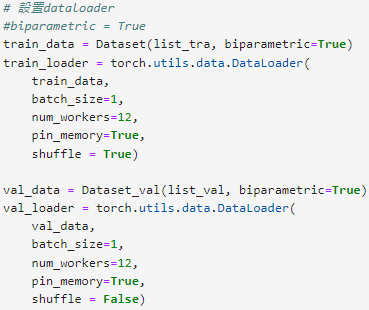 # 設置dataloader
#biparametric = True
train_data = Dataset(list_tra, biparametric=True)
train_loader = torch.utils.data.DataLoader(
    train_data,
    batch_size=1,
    num_workers=12,
    pin_memory=True,
    shuffle = True)

val_data = Dataset_val(list_val, biparametric=True)
val_loader = torch.utils.data.DataLoader(
    val_data,
    batch_size=1,
    num_workers=12,
    pin_memory=True,
    shuffle = False)